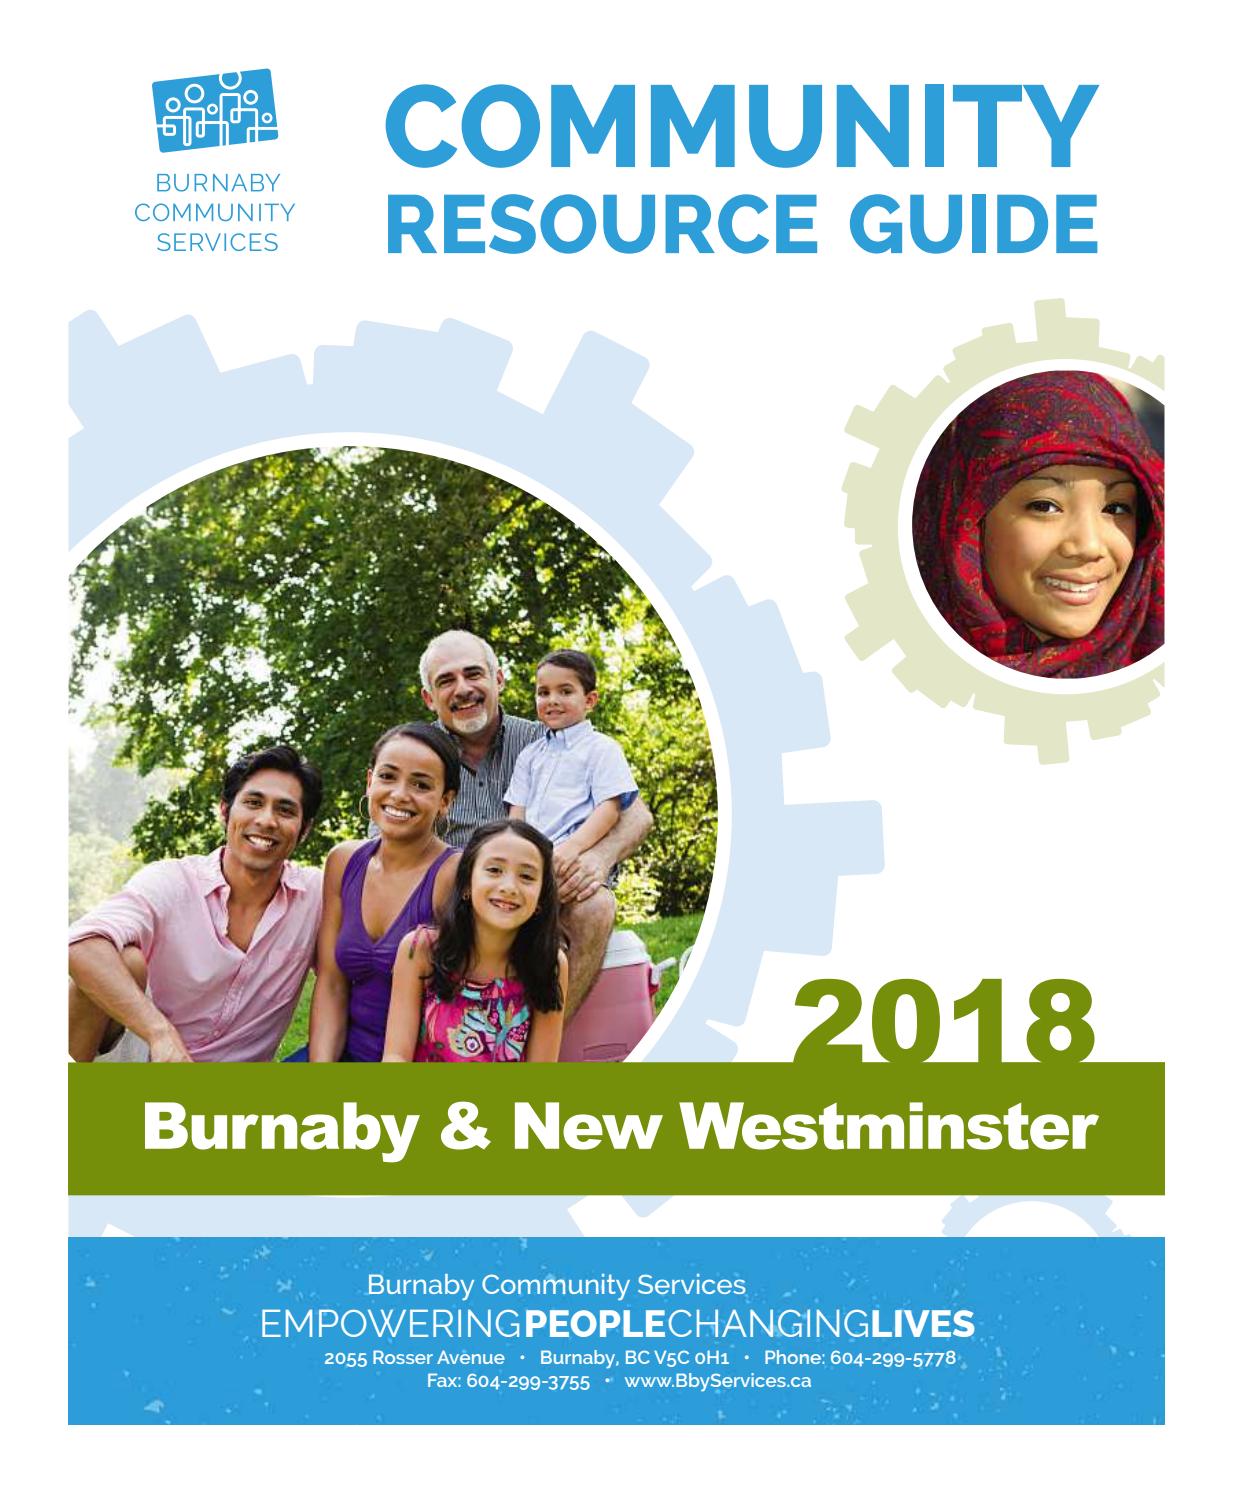 BURNABY
COMMUNITY
SERVICES
COMMUNITY
RESOURCE GUIDE
2018
Burnaby & New Westminster
Burnaby Community Services
EMPOWERINGPEOPLECHANGINGLIVES
2055 Rosser Avenue • Burnaby, BC V5C 0H1 • Phone: 604-299-5778
Fax: 604-299-3755 • www.BbyServices.ca